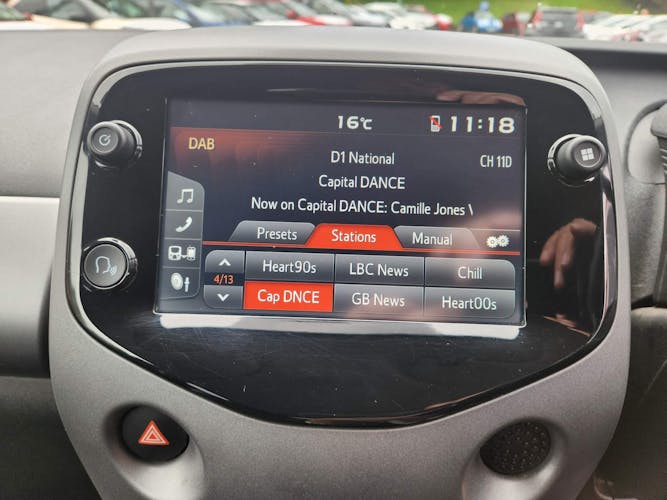 16°C 11:18
DAB
D1 National CH 11D
Capital DANCE
Now on Capital DANCE: Camille Jones \
Presets Stations Manual
Heart90s LBC News Chill
4/13
Cap DNCE GB News Heart00s